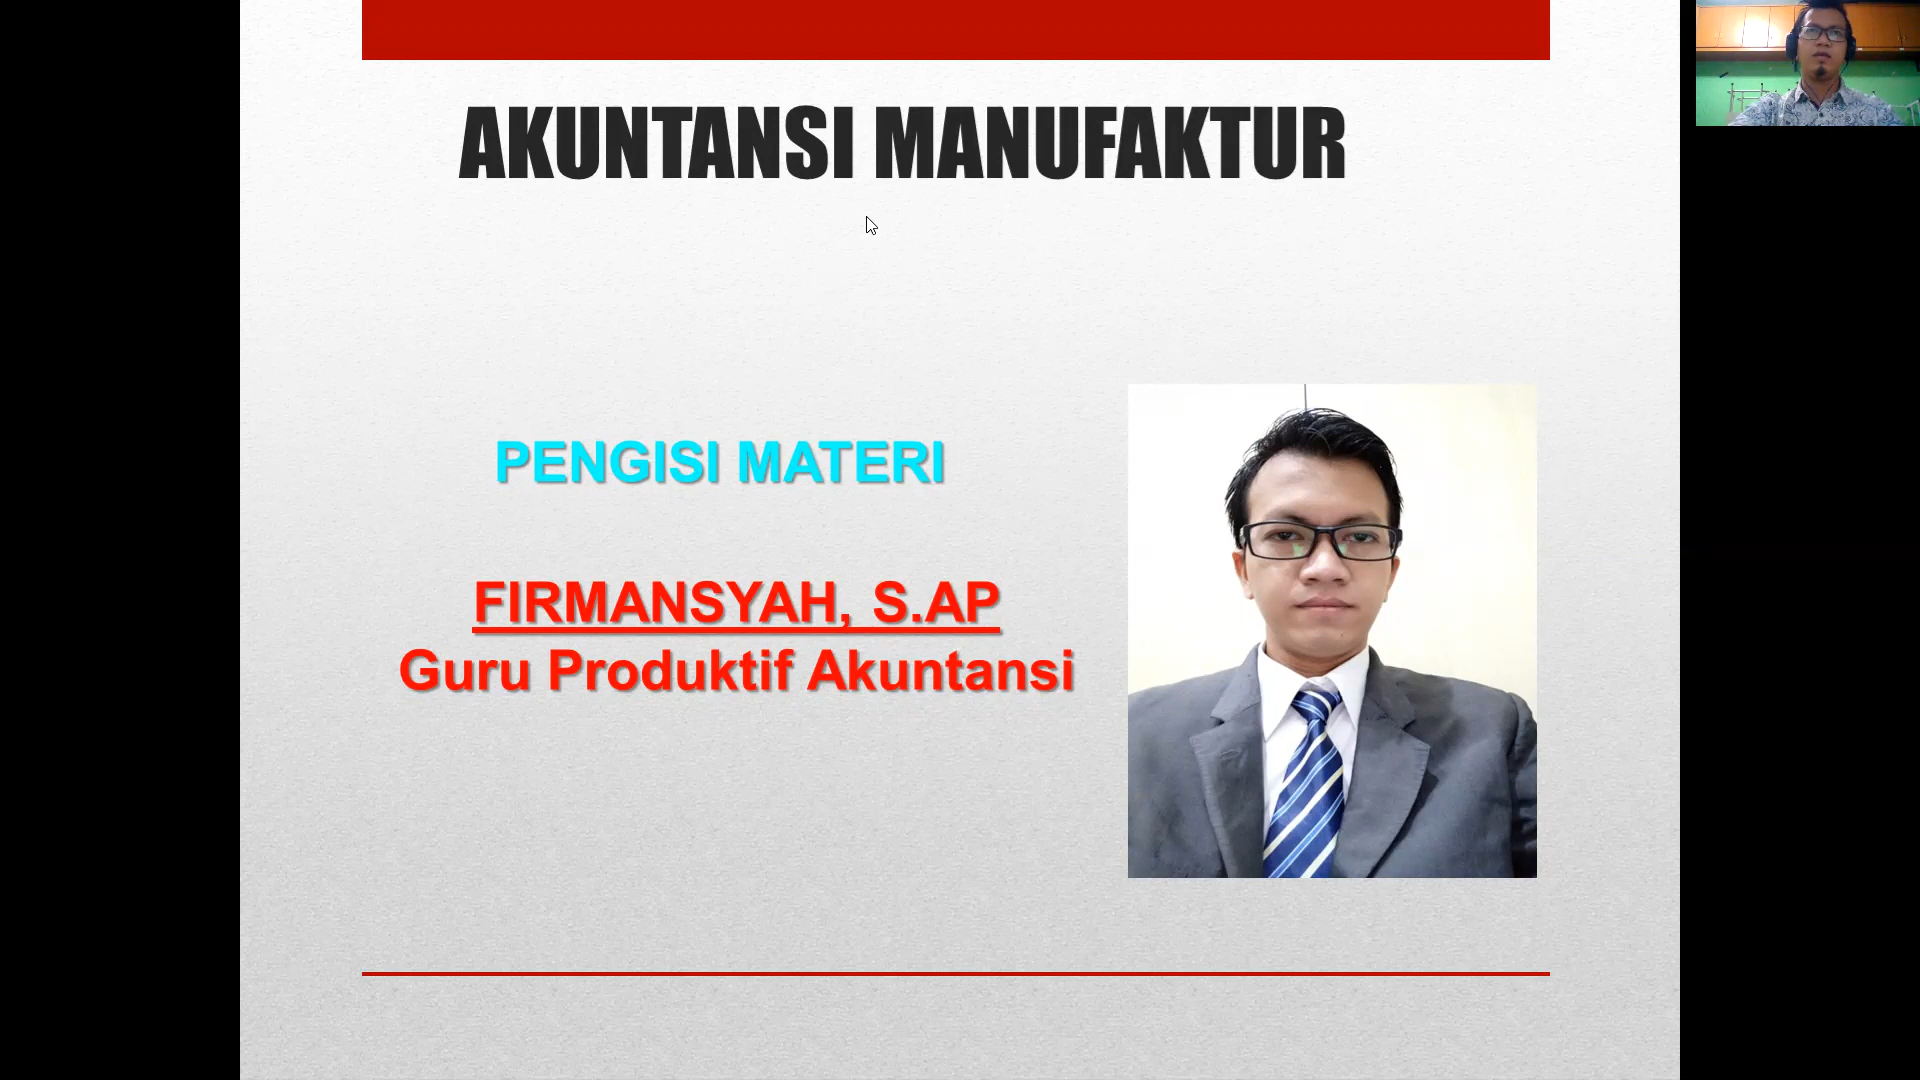 AKUNTANSI MANUFAKTUR
PENGISI MATERI
FIRMANSYAH, S.AP
Guru Produktif Akuntansi